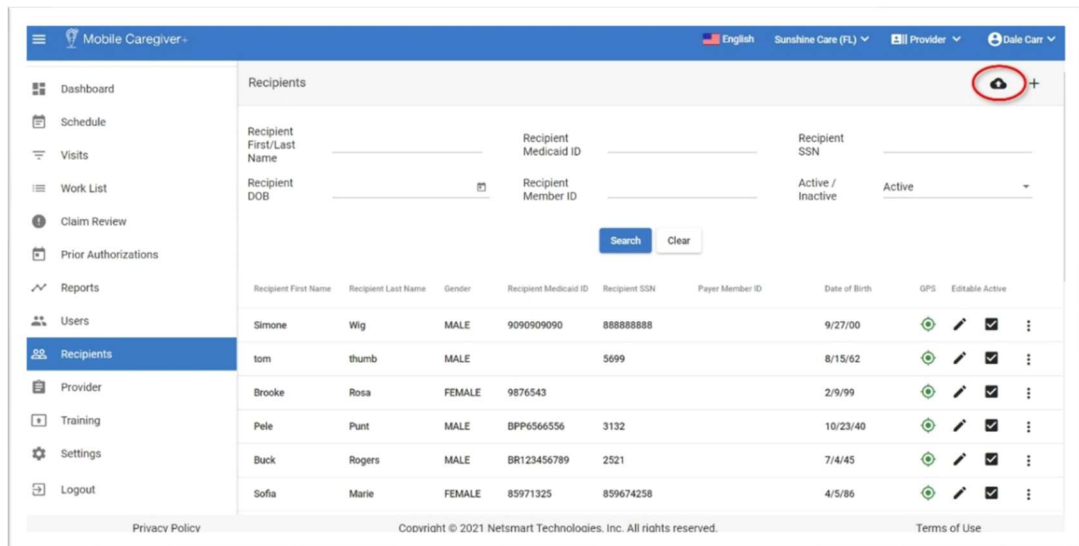 Mobile Caregiver+
English Sunshine Care (FL) Provider Dale Carr
Dashboard
Schedule
Visits
Work List
Claim Review
Prior Authorizations
Reports
Users
Recipients
Provider
Training
Settings
Logout
Recipients
Recipient First/Last Name
Recipient Medicaid ID
Recipient SSN
Recipient DOB
Recipient Member ID
Active / Inactive
Active
Search Clear
Recipient First Name Recipient Last Name Gender Recipient Medicaid ID Recipient SSN Payer Member ID Date of Birth GPS Editable Active
Simone Wig MALE 9090909090 888888888 9/27/00
tom thumb MALE 5699 8/15/62
Brooke Rosa FEMALE 9876543 2/9/99
Pele Punt MALE BPP6566556 3132 10/23/40
Buck Rogers MALE BR123456789 2521 7/4/45
Sofia Marie FEMALE 85971325 859674258 4/5/86
Privacy Policy Copyright © 2021 Netsmart Technologies, Inc. All rights reserved. Terms of Use